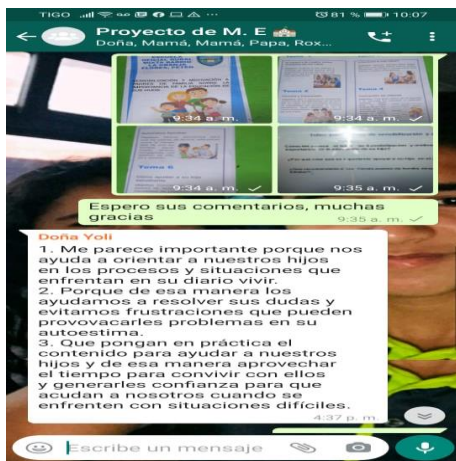 TIGO
81 % 10:07
Proyecto de M. E
Doña, Mamá, Mamá, Papa, Rox...
9:34 a. m.
9:34 a. m.
Tema 6
9:34 a. m.
9:35 a. m.
Espero sus comentarios, muchas
gracias
9:35 a. m.
Doña Yoli
1. Me parece importante porque nos
ayuda a orientar a nuestros hijos
en los procesos y situaciones que
enfrentan en su diario vivir.
2. Porque de esa manera los
ayudamos a resolver sus dudas y
evitamos frustraciones que pueden
provovacarles problemas en su
autoestima.
3. Que pongan en práctica el
contenido para ayudar a nuestros
hijos y de esa manera aprovechar
el tiempo para convivir con ellos
y generarles confianza para que
acudan a nosotros cuando se
enfrenten con situaciones difíciles.
4:37 p. m.
Escribe un mensaje